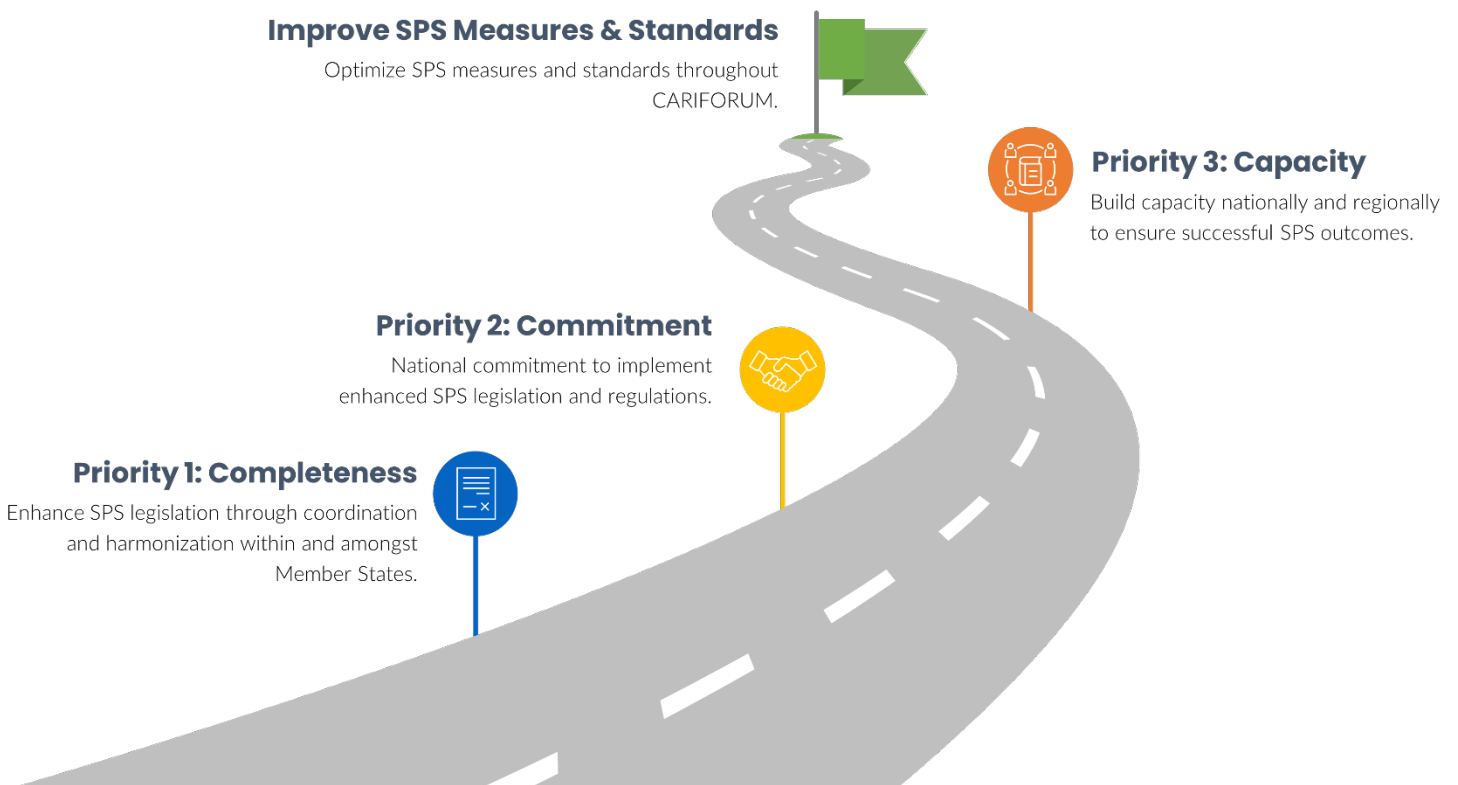 Improve SPS Measures & Standards
Optimize SPS measures and standards throughout
CARIFORUM.
Priority 3: Capacity
Build capacity nationally and regionally
to ensure successful SPS outcomes.
Priority 2: Commitment
National commitment to implement
enhanced SPS legislation and regulations.
Priority 1: Completeness
Enhance SPS legislation through coordination
and harmonization within and amongst
Member States.